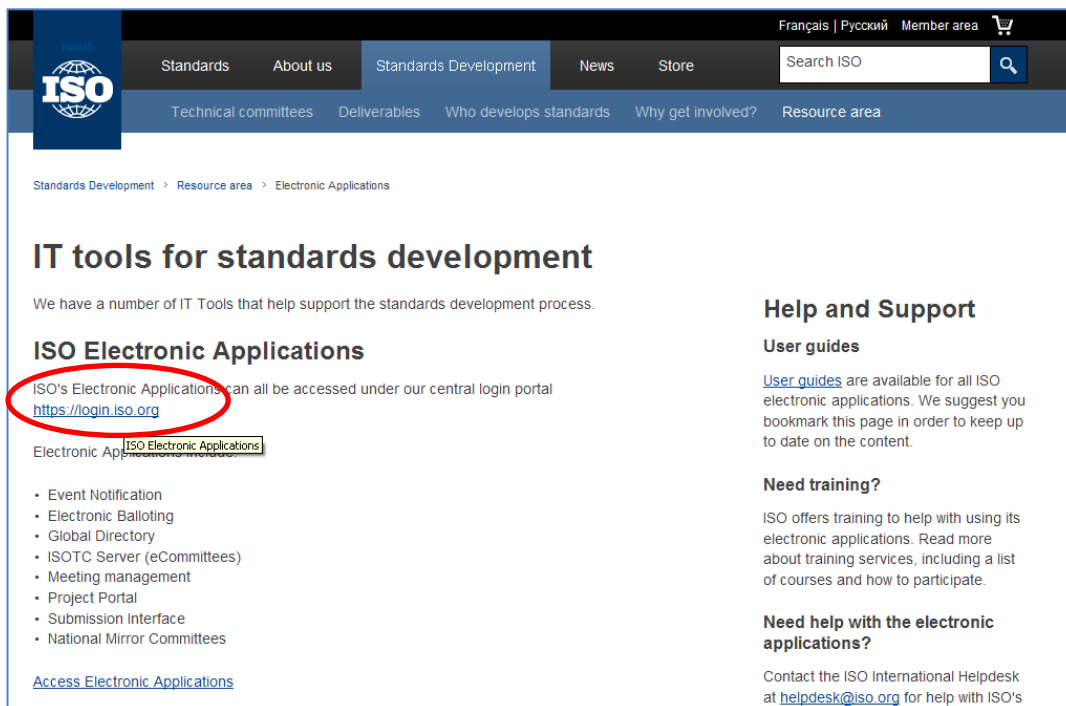 Français | Русский Member area
HOME
ISO
Standards About us Standards Development News Store
Search ISO
Technical committees Deliverables Who develops standards Why get involved? Resource area
Standards Development > Resource area > Electronic Applications
IT tools for standards development
We have a number of IT Tools that help support the standards development process.
ISO Electronic Applications
ISO's Electronic Applications can all be accessed under our central login portal
https://login.iso.org
ISO Electronic Applications
Electronic
• Event Notification
• Electronic Balloting
• Global Directory
• ISOTC Server (eCommittees)
• Meeting management
• Project Portal
• Submission Interface
• National Mirror Committees
Access Electronic Applications
Help and Support
User guides
User guides are available for all ISO
electronic applications. We suggest you
bookmark this page in order to keep up
to date on the content.
Need training?
ISO offers training to help with using its
electronic applications. Read more
about training services, including a list
of courses and how to participate.
Need help with the electronic
applications?
Contact the ISO International Helpdesk
at helpdesk@iso.org for help with ISO's